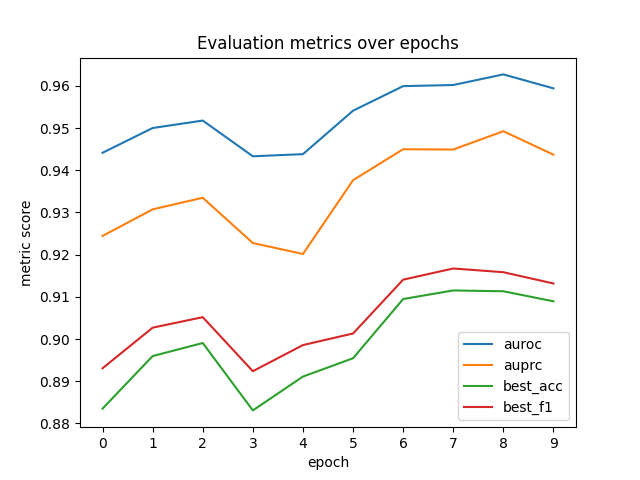 Evaluation metrics over epochs
metric score
0.96
0.95
0.94
0.93
0.92
0.91
0.90
0.89
0.88
auroc
auprc
best_acc
best_f1
0 1 2 3 4 5 6 7 8 9
epoch